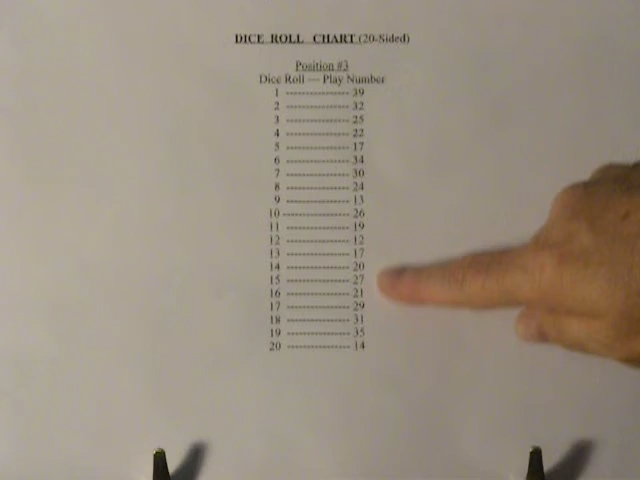 DICE ROLL CHART (20-Sided)
Position #3
Dice Roll --- Play Number
1 ------------------- 39
2 ------------------- 32
3 ------------------- 25
4 ------------------- 22
5 ------------------- 17
6 ------------------- 34
7 ------------------- 30
8 ------------------- 24
9 ------------------- 13
10 ------------------- 26
11 ------------------- 19
12 ------------------- 12
13 ------------------- 17
14 ------------------- 20
15 ------------------- 27
16 ------------------- 21
17 ------------------- 29
18 ------------------- 31
19 ------------------- 35
20 ------------------- 14